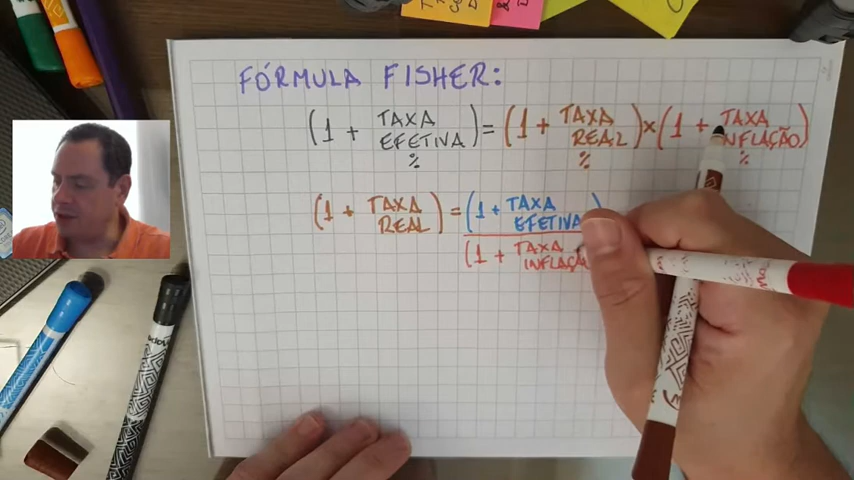 FÓRMULA FISHER:
(1 + TAXA EFETIVA %) = (1 + TAXA REAL %) x (1 + TAXA INFLAÇÃO %)
(1 + TAXA REAL) = (1 + TAXA EFETIVA)
(1 + TAXA INFLAÇÃO